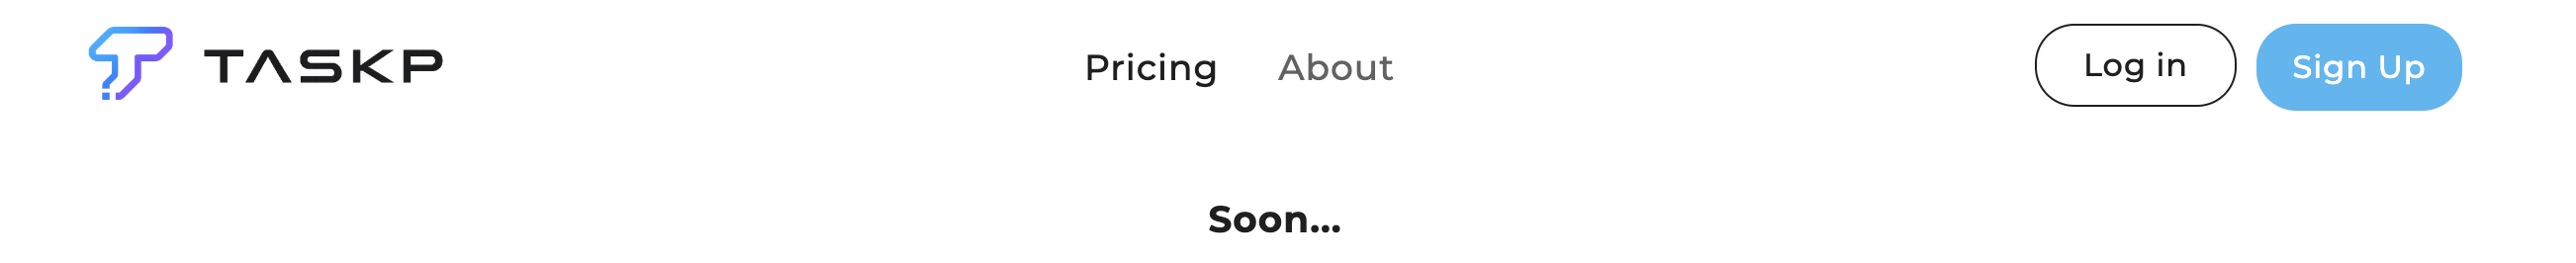 TASKP Pricing About Log in Sign Up
Soon...